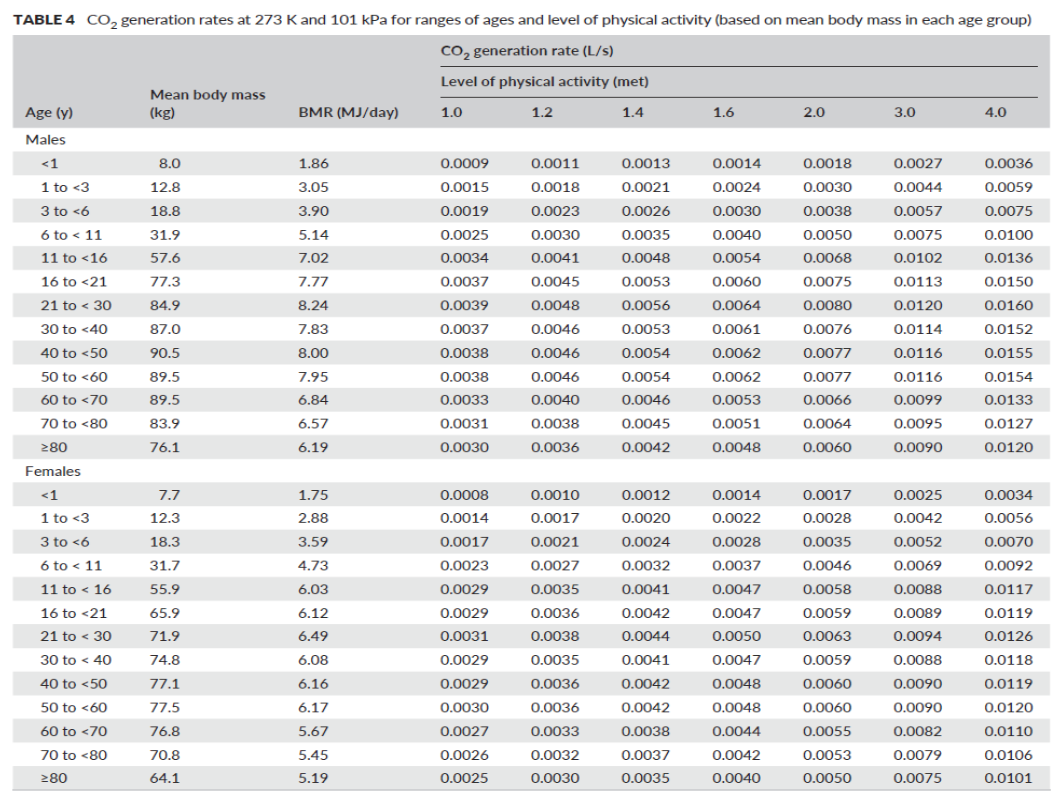 TABLE 4 CO₂ generation rates at 273 K and 101 kPa for ranges of ages and level of physical activity (based on mean body mass in each age group)
CO₂ generation rate (L/s)
Level of physical activity (met)
Age (y) Mean body mass (kg) BMR (MJ/day) 1.0 1.2 1.4 1.6 2.0 3.0 4.0
Males
<1 8.0 1.86 0.0009 0.0011 0.0013 0.0014 0.0018 0.0027 0.0036
1 to <3 12.8 3.05 0.0015 0.0018 0.0021 0.0024 0.0030 0.0044 0.0059
3 to <6 18.8 3.90 0.0019 0.0023 0.0026 0.0030 0.0038 0.0057 0.0075
6 to < 11 31.9 5.14 0.0025 0.0030 0.0035 0.0040 0.0050 0.0075 0.0100
11 to <16 57.6 7.02 0.0034 0.0041 0.0048 0.0054 0.0068 0.0102 0.0136
16 to <21 77.3 7.77 0.0037 0.0045 0.0053 0.0060 0.0075 0.0113 0.0150
21 to < 30 84.9 8.24 0.0039 0.0048 0.0056 0.0064 0.0080 0.0120 0.0160
30 to <40 87.0 7.83 0.0037 0.0046 0.0053 0.0061 0.0076 0.0114 0.0152
40 to <50 90.5 8.00 0.0038 0.0046 0.0054 0.0062 0.0077 0.0116 0.0155
50 to <60 89.5 7.95 0.0038 0.0046 0.0054 0.0062 0.0077 0.0116 0.0154
60 to <70 89.5 6.84 0.0033 0.0040 0.0046 0.0053 0.0066 0.0099 0.0133
70 to <80 83.9 6.57 0.0031 0.0038 0.0045 0.0051 0.0064 0.0095 0.0127
≥80 76.1 6.19 0.0030 0.0036 0.0042 0.0048 0.0060 0.0090 0.0120
Females
<1 7.7 1.75 0.0008 0.0010 0.0012 0.0014 0.0017 0.0025 0.0034
1 to <3 12.3 2.88 0.0014 0.0017 0.0020 0.0022 0.0028 0.0042 0.0056
3 to <6 18.3 3.59 0.0017 0.0021 0.0024 0.0028 0.0035 0.0052 0.0070
6 to < 11 31.7 4.73 0.0023 0.0027 0.0032 0.0037 0.0046 0.0069 0.0092
11 to < 16 55.9 6.03 0.0029 0.0035 0.0041 0.0047 0.0058 0.0088 0.0117
16 to <21 65.9 6.12 0.0029 0.0036 0.0042 0.0047 0.0059 0.0089 0.0119
21 to < 30 71.9 6.49 0.0031 0.0038 0.0044 0.0050 0.0063 0.0094 0.0126
30 to < 40 74.8 6.08 0.0029 0.0035 0.0041 0.0047 0.0059 0.0088 0.0118
40 to <50 77.1 6.16 0.0029 0.0036 0.0042 0.0048 0.0060 0.0090 0.0119
50 to <60 77.5 6.17 0.0030 0.0036 0.0042 0.0048 0.0060 0.0090 0.0120
60 to <70 76.8 5.67 0.0027 0.0033 0.0038 0.0044 0.0055 0.0082 0.0110
70 to <80 70.8 5.45 0.0026 0.0032 0.0037 0.0042 0.0053 0.0079 0.0106
≥80 64.1 5.19 0.0025 0.0030 0.0035 0.0040 0.0050 0.0075 0.0101